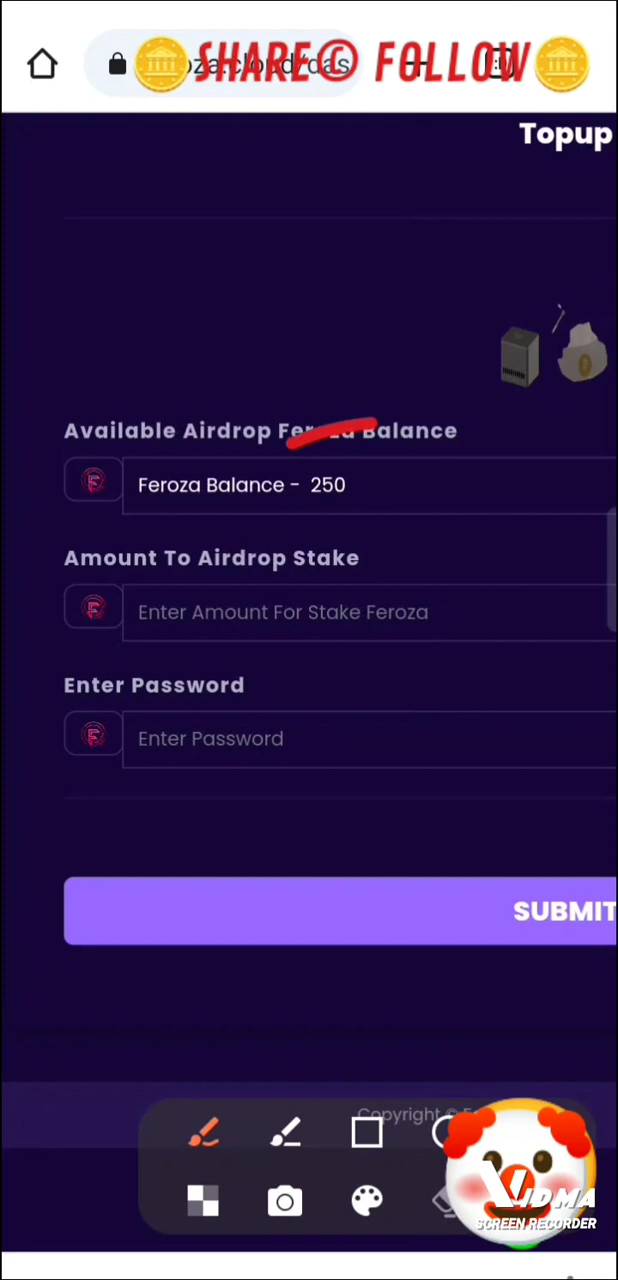 SHARE© FOLLOW
Topup
Available Airdrop Feroza Balance
Feroza Balance - 250
Amount To Airdrop Stake
Enter Amount For Stake Feroza
Enter Password
Enter Password
SUBMIT
Copyright ©
VIDMA
SCREEN RECORDER